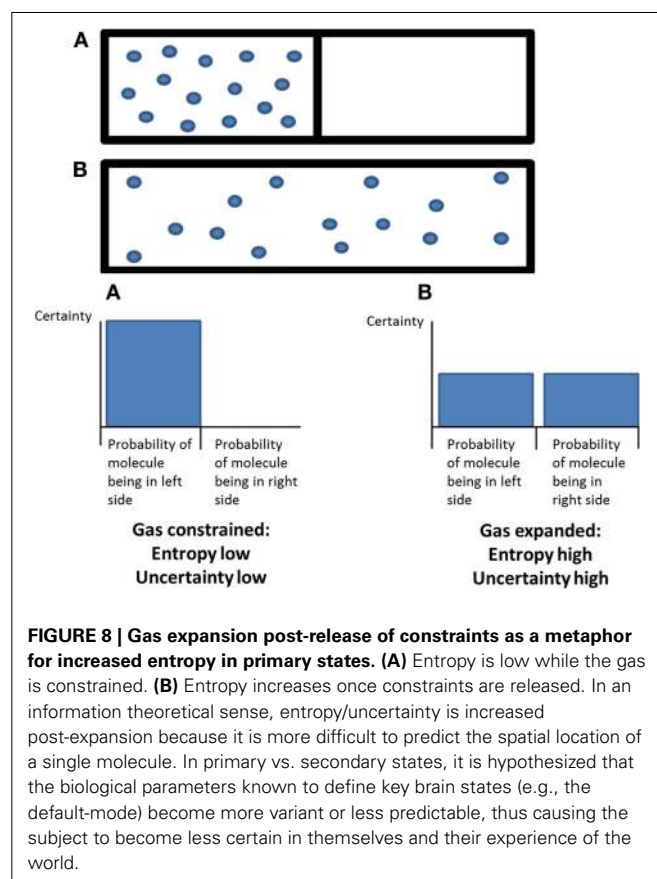 A
B
A
B
Certainty
Probability of
molecule
being in left
side
Probability
of molecule
being in right
side
Gas constrained:
Entropy low
Uncertainty low
Certainty
Probability
of molecule
being in left
side
Probability
of molecule
being in
right side
Gas expanded:
Entropy high
Uncertainty high
FIGURE 8 | Gas expansion post-release of constraints as a metaphor
for increased entropy in primary states. (A) Entropy is low while the gas
is constrained. (B) Entropy increases once constraints are released. In an
information theoretical sense, entropy/uncertainty is increased
post-expansion because it is more difficult to predict the spatial location of
a single molecule. In primary vs. secondary states, it is hypothesized that
the biological parameters known to define key brain states (e.g., the
default-mode) become more variant or less predictable, thus causing the
subject to become less certain in themselves and their experience of the
world.